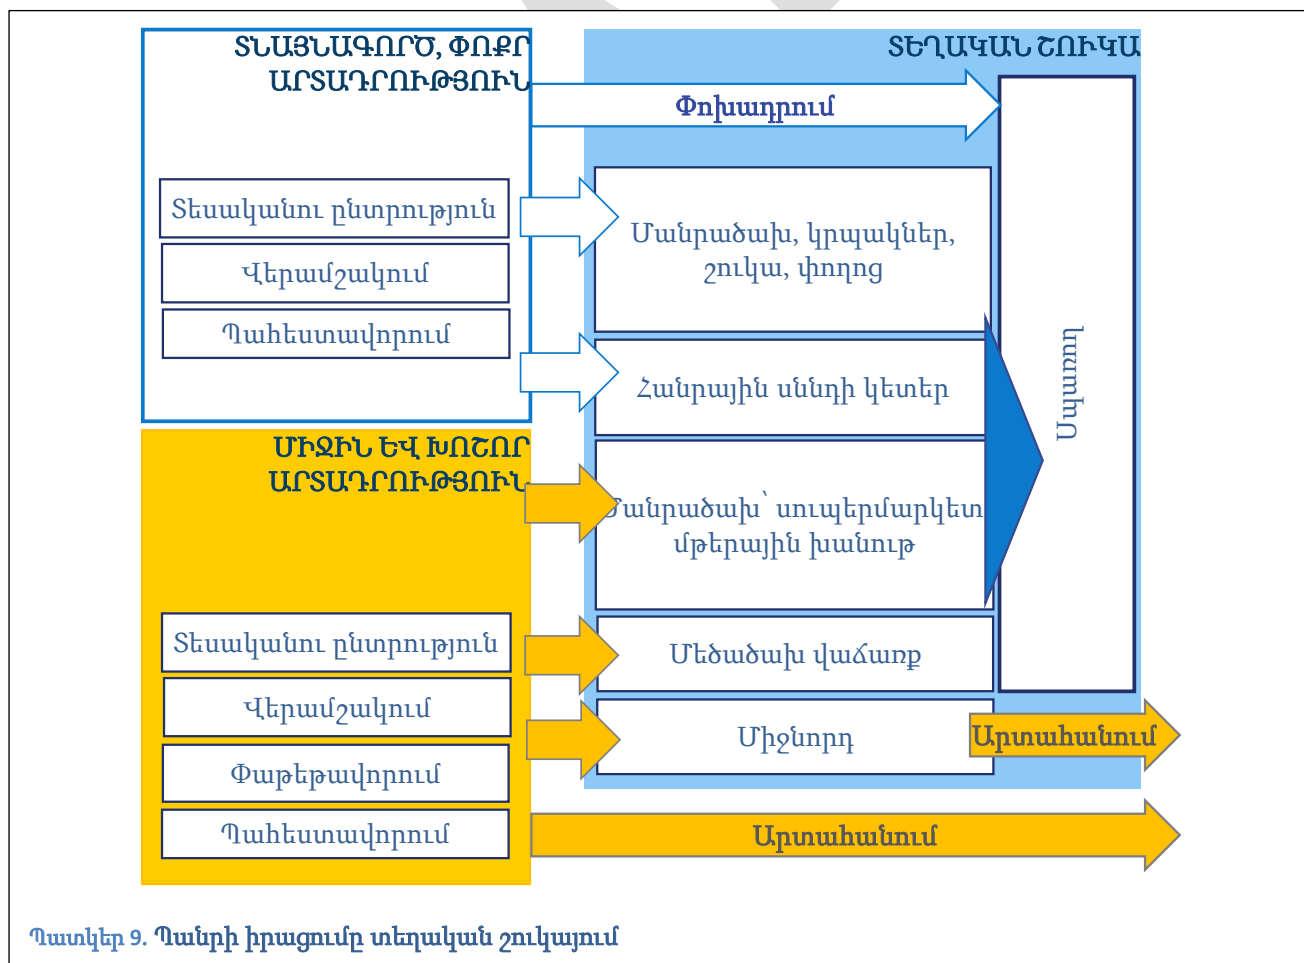 ՏՆԱՅՆԱԳՈՐԾ, ՓՈՔՐ
ԱՐՏԱԴՐՈՒԹՅՈՒՆ
Տեսականու ընտրություն
Վերամշակում
Պահեստավորում
ՄԻՋԻՆ ԵՎ ԽՈՇՈՐ
ԱՐՏԱԴՐՈՒԹՅՈՒՆ
Տեսականու ընտրություն
Վերամշակում
Փաթեթավորում
Պահեստավորում
ՏԵՂԱԿԱՆ ՇՈՒԿԱ
Փոխադրում
Մանրածախ, կրպակներ,
շուկա, փողոց
Հանրային սննդի կետեր
Մանրածախ՝ սուպերմարկետ
մթերային խանութ
Մեծածախ վաճառք
Միջնորդ
Սպառող
Արտահանում
Արտահանում
Պատկեր 9. Պանրի իրացումը տեղական շուկայում